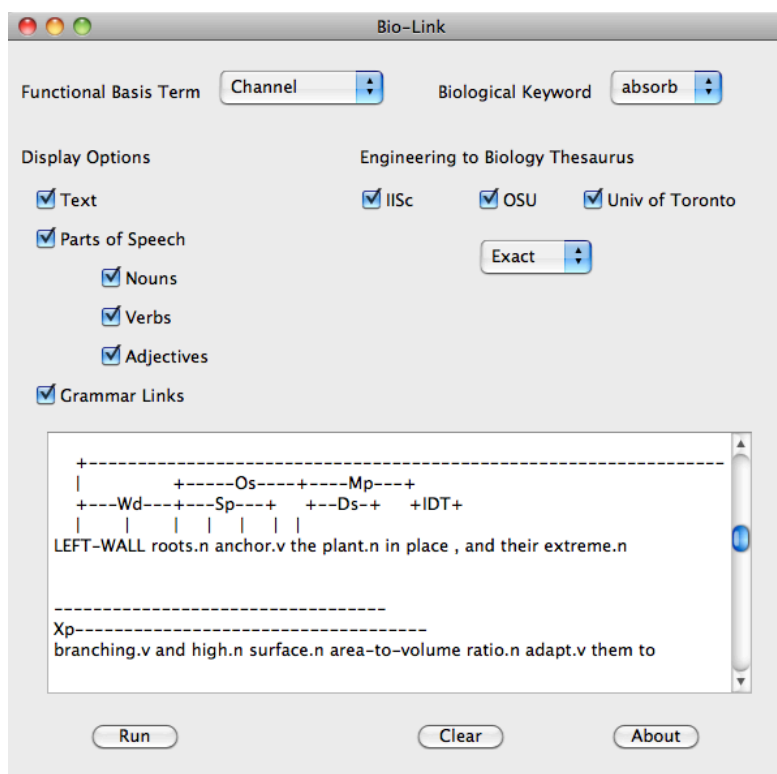 Bio-Link
Functional Basis Term Channel Biological Keyword absorb
Display Options Engineering to Biology Thesaurus
Text IISc OSU Univ of Toronto
Parts of Speech Exact
Nouns
Verbs
Adjectives
Grammar Links
+-----------------------------------------------------------------
| +-----Os----+----Mp---+
+---Wd---+---Sp---+ +--Ds-+ +IDT+
| | | | | | |
LEFT-WALL roots.n anchor.v the plant.n in place , and their extreme.n
----------------------------------
Xp------------------------------------
branching.v and high.n surface.n area-to-volume ratio.n adapt.v them to
Run Clear About